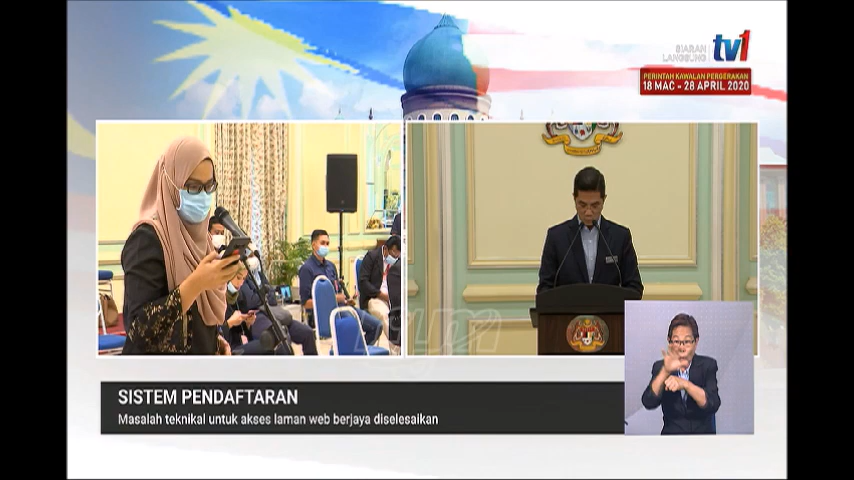 SIARAN
LANGSUNG
tv1
PERINTAH KAWALAN PERGERAKAN
18 MAC - 28 APRIL 2020
SISTEM PENDAFTARAN
Masalah teknikal untuk akses laman web berjaya diselesaikan